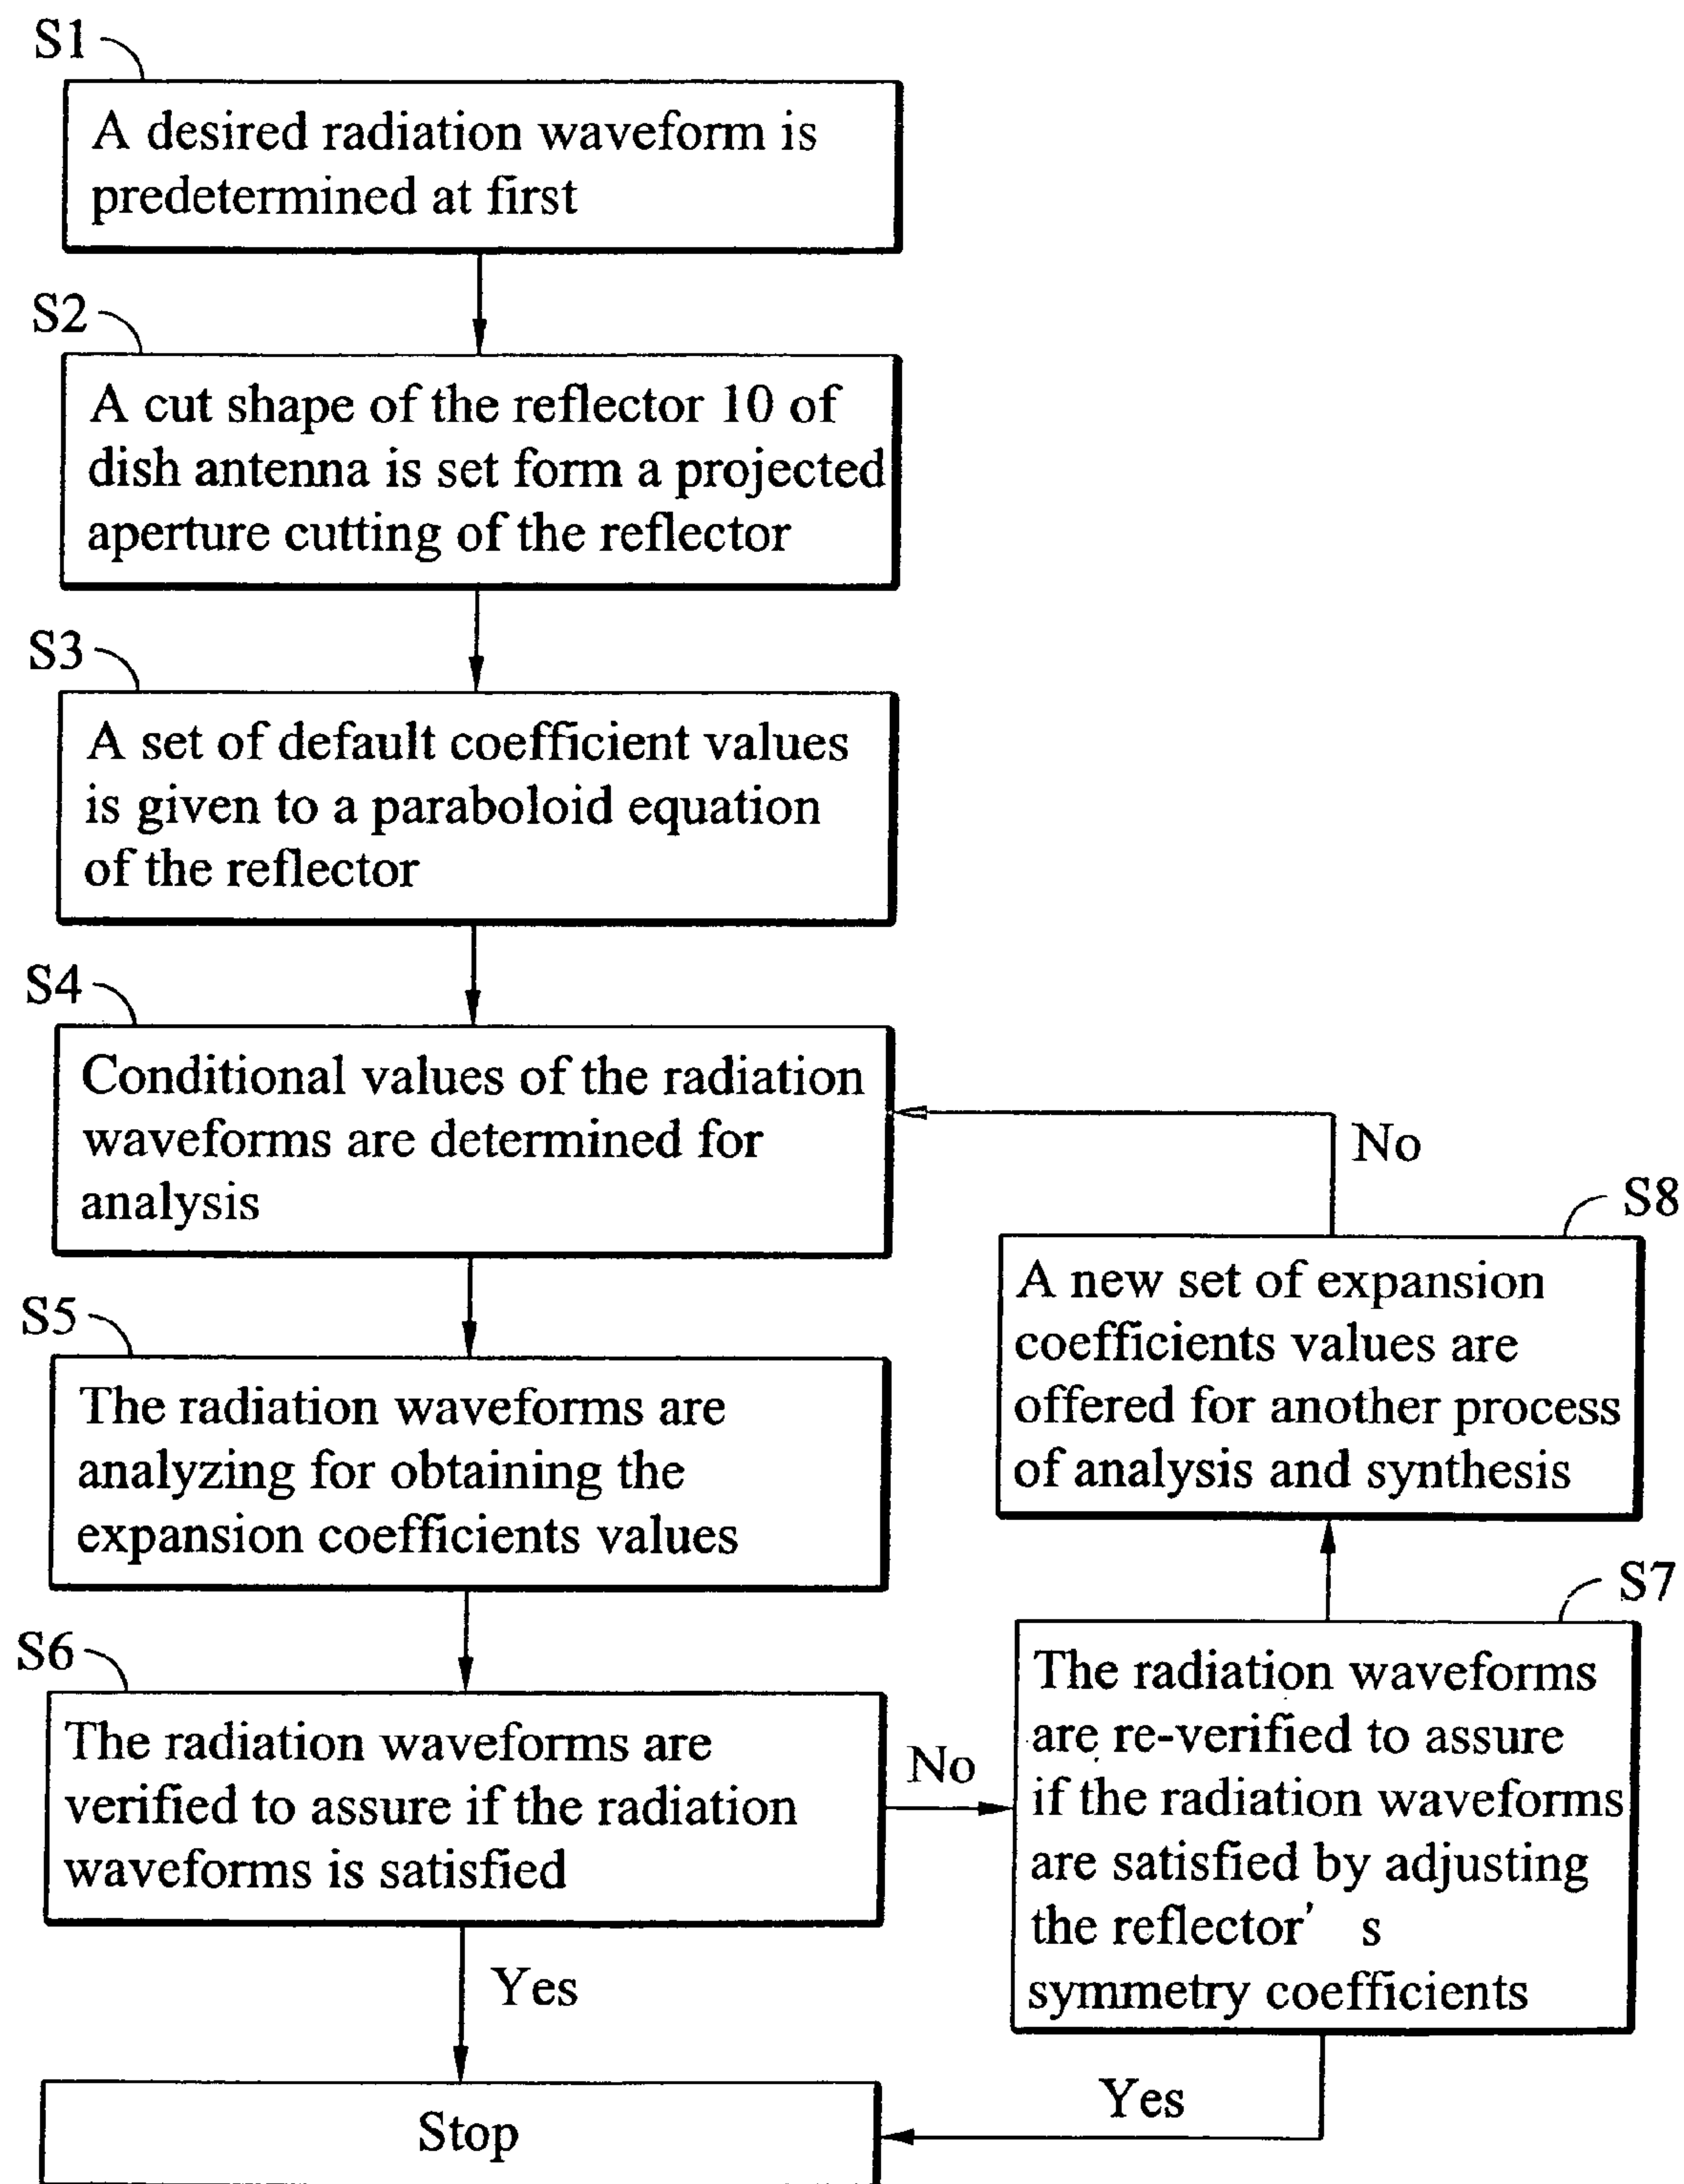 S1
A desired radiation waveform is
predetermined at first
S2
A cut shape of the reflector 10 of
dish antenna is set form a projected
aperture cutting of the reflector
S3
A set of default coefficient values
is given to a paraboloid equation
of the reflector
S4
Conditional values of the radiation
waveforms are determined for
analysis
No
S8
A new set of expansion
coefficients values are
offered for another process
of analysis and synthesis
S5
The radiation waveforms are
analyzing for obtaining the
expansion coefficients values
S6
The radiation waveforms are
verified to assure if the radiation
waveforms is satisfied
No
S7
The radiation waveforms
are re-verified to assure
if the radiation waveforms
are satisfied by adjusting
the reflector' s
symmetry coefficients
Yes
Yes
Stop